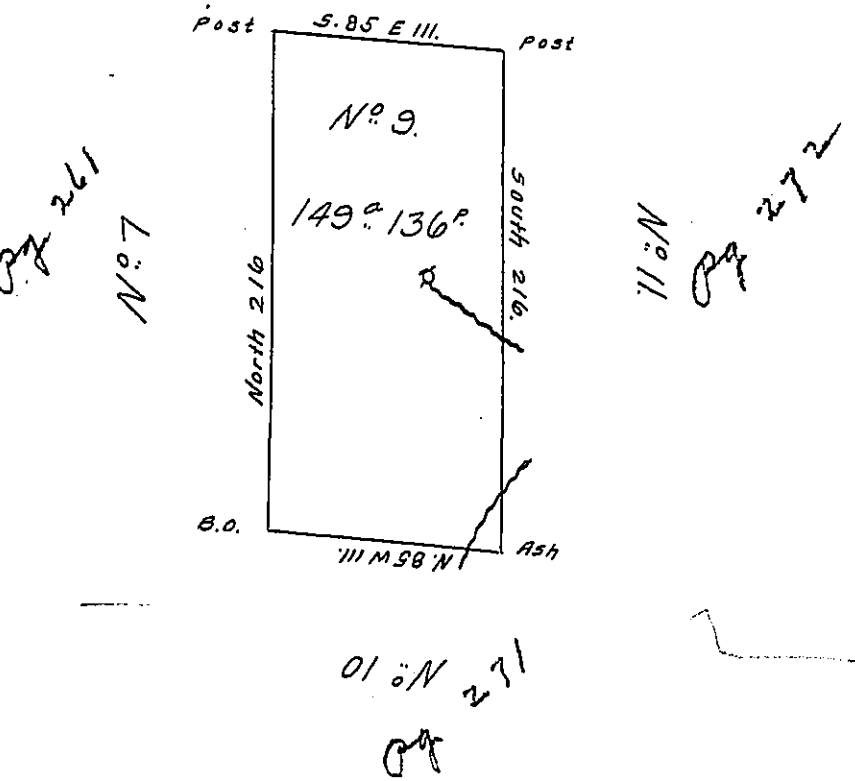 Post S. 85 E 111. Post
Nº 9.
149ª 136ᴾ.
North 216
South 216.
pg 261
Nº 7
Nº 11.
pg 272
B.O.
N. 85 W 111.
Ash
Nº 10
pg 271